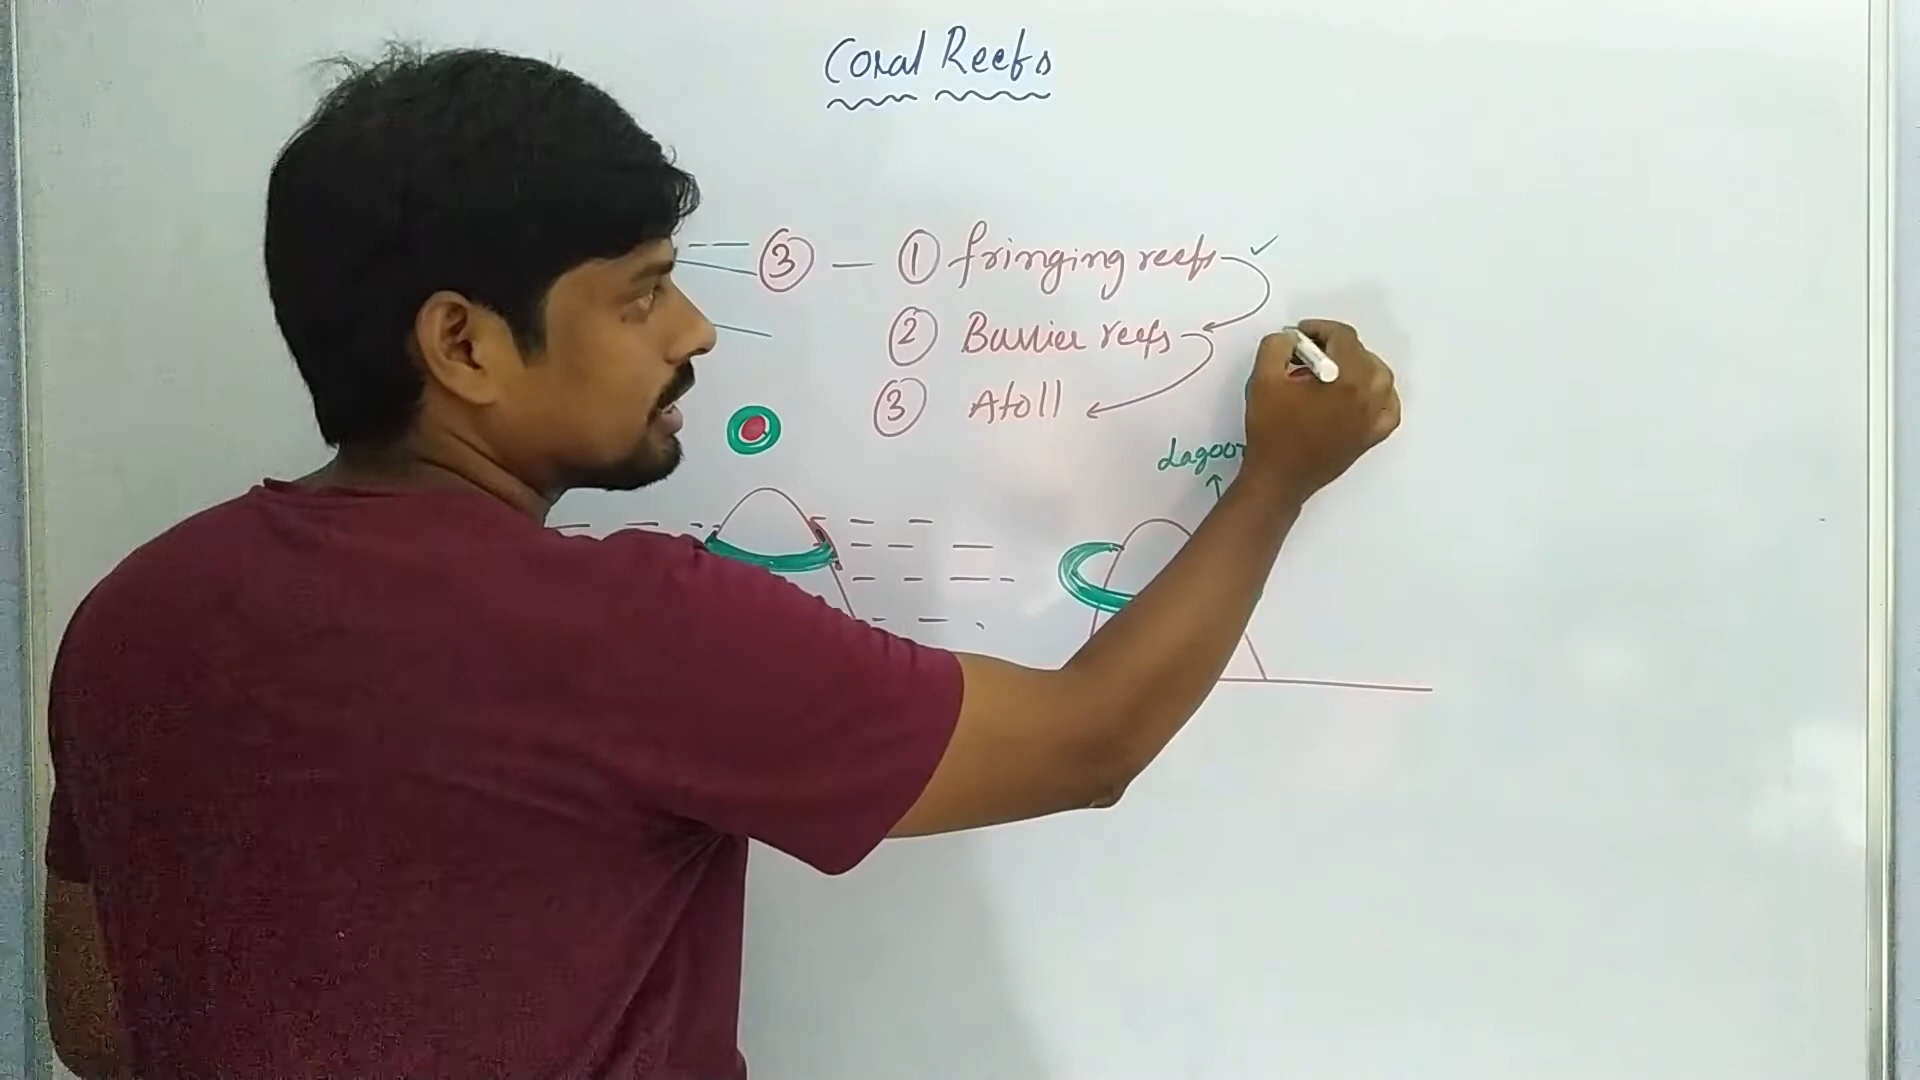 Coral Reefs
③ — ① fringing reefs ✓
② Barrier reefs
③ Atoll
Lagoon